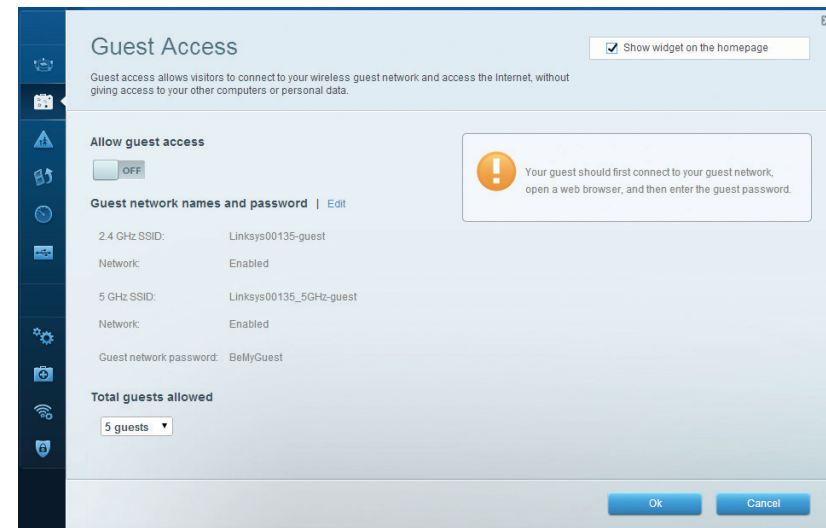 Guest Access
Show widget on the homepage
Guest access allows visitors to connect to your wireless guest network and access the Internet, without
giving access to your other computers or personal data.
Allow guest access
OFF
Your guest should first connect to your guest network,
open a web browser, and then enter the guest password.
Guest network names and password | Edit
2.4 GHz SSID: Linksys00135-guest
Network: Enabled
5 GHz SSID: Linksys00135_5GHz-guest
Network: Enabled
Guest network password: BeMyGuest
Total guests allowed
5 guests
Ok Cancel